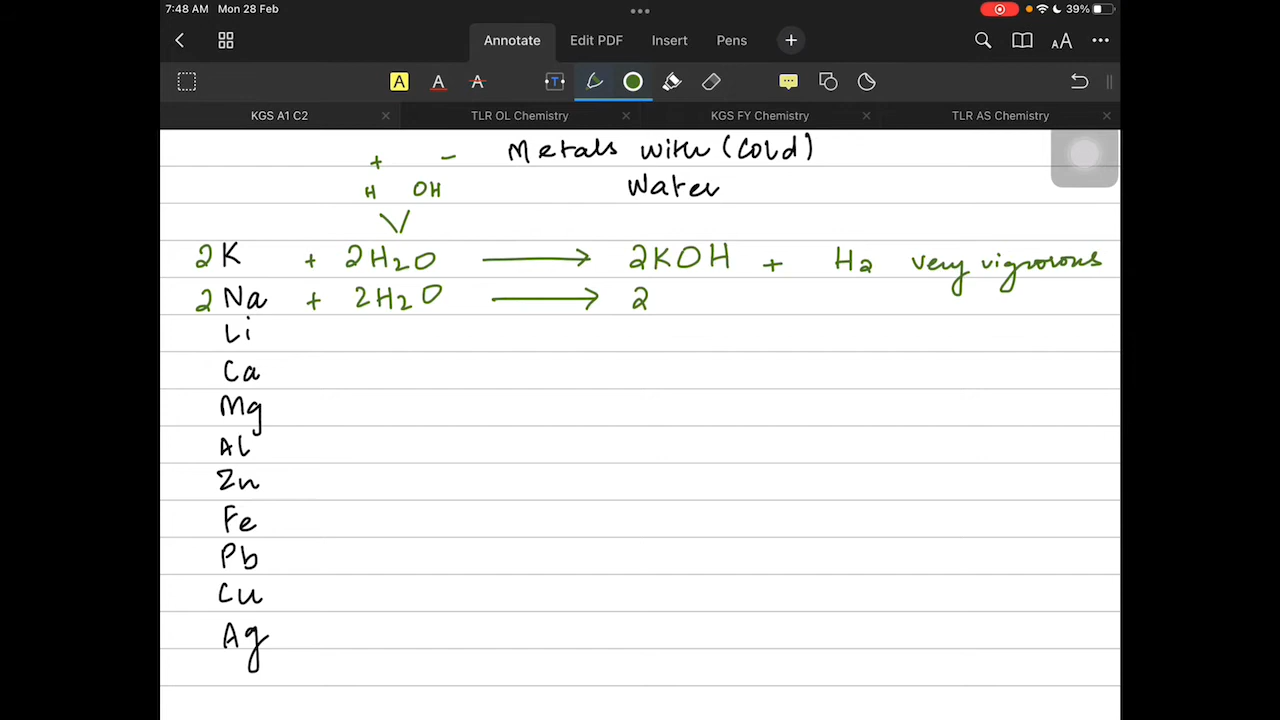 7:48 AM Mon 28 Feb 39%
Annotate Edit PDF Insert Pens
KGS A1 C2 TLR OL Chemistry KGS FY Chemistry TLR AS Chemistry
Metals with (Cold)
Water
+ −
H OH
2K + 2H₂O ⟶ 2KOH + H₂ very vigrorous
2Na + 2H₂O ⟶ 2
Li
Ca
Mg
Al
Zn
Fe
Pb
Cu
Ag